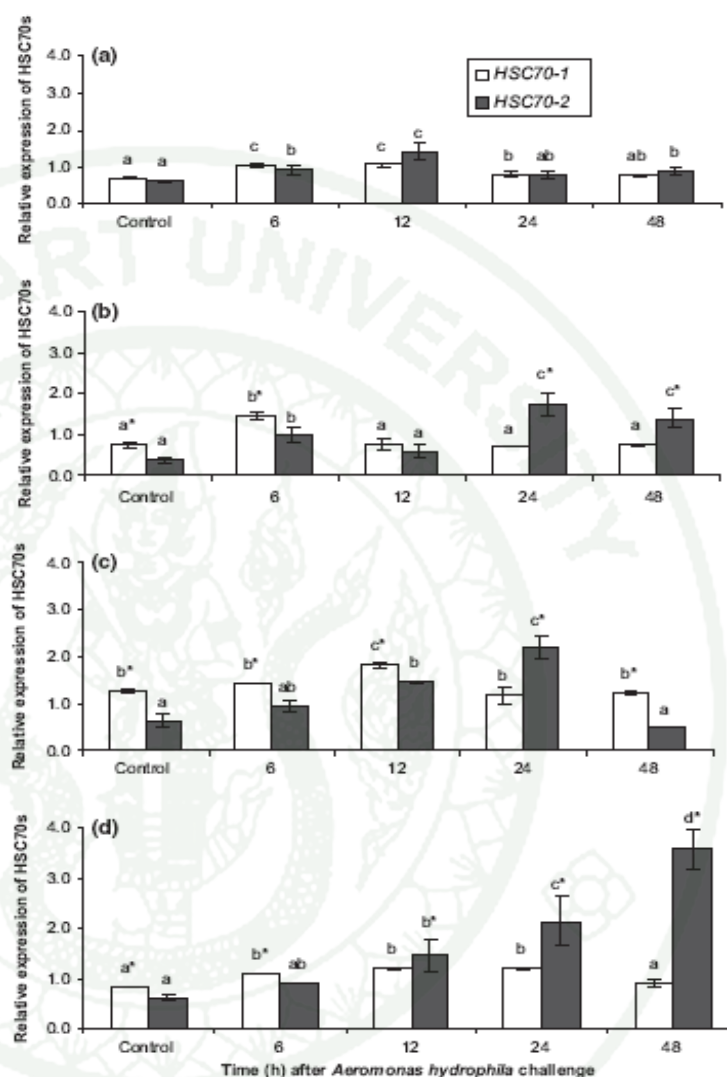 Relative expression of HSC70s
(a)
HSC70-1
HSC70-2
4.0
3.0
2.0
1.0
0.0
a a c b c c b ab ab b
Control 6 12 24 48
Relative expression of HSC70s
(b)
4.0
3.0
2.0
1.0
0.0
a* a b* b a a a c* a c*
Control 6 12 24 48
Relative expression of HSC70s
(c)
4.0
3.0
2.0
1.0
0.0
b* a b* ab c* b b c* b* a
Control 6 12 24 48
Relative expression of HSC70s
(d)
4.0
3.0
2.0
1.0
0.0
a* a b* ab b b* b c* a d*
Control 6 12 24 48
Time (h) after Aeromonas hydrophila challenge
RT UNIVERSITY